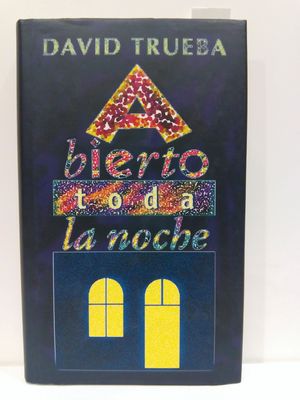 DAVID TRUEBA
A
bierto
toda
la noche